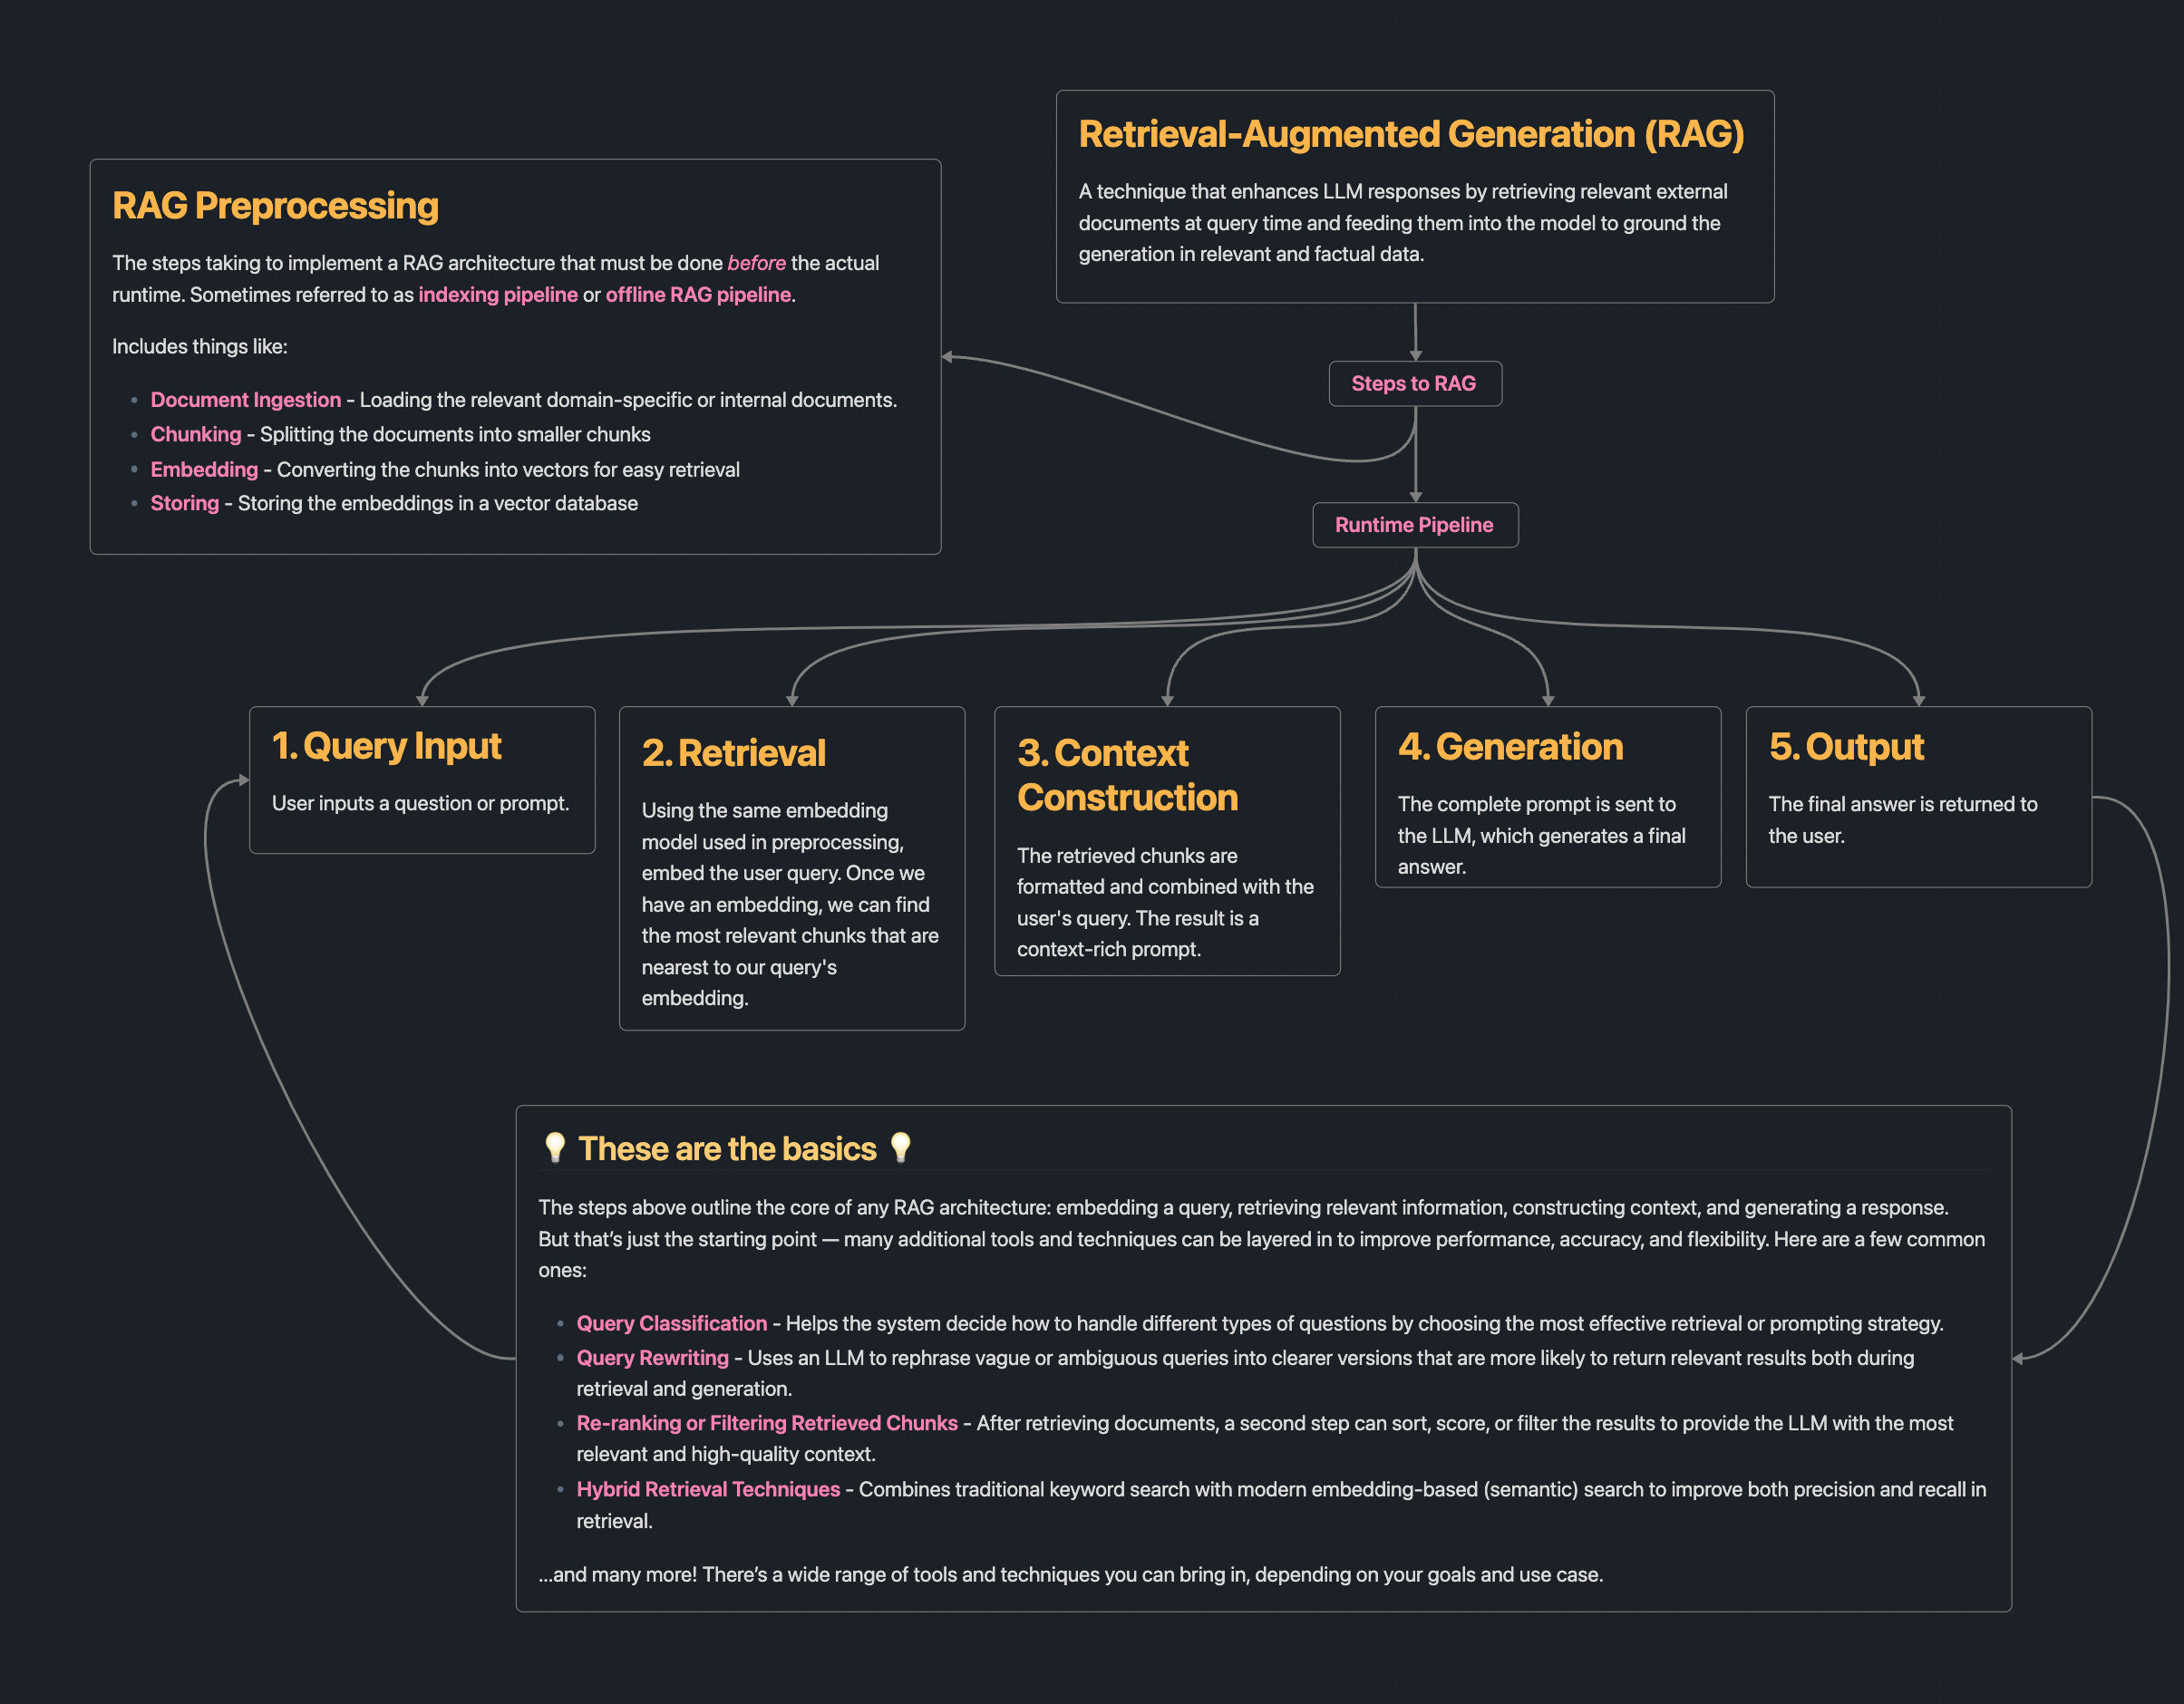 Retrieval-Augmented Generation (RAG)
A technique that enhances LLM responses by retrieving relevant external
documents at query time and feeding them into the model to ground the
generation in relevant and factual data.
RAG Preprocessing
The steps taking to implement a RAG architecture that must be done before the actual
runtime. Sometimes referred to as indexing pipeline or offline RAG pipeline.
Includes things like:
• Document Ingestion - Loading the relevant domain-specific or internal documents.
• Chunking - Splitting the documents into smaller chunks
• Embedding - Converting the chunks into vectors for easy retrieval
• Storing - Storing the embeddings in a vector database
Steps to RAG
Runtime Pipeline
1. Query Input
User inputs a question or prompt.
2. Retrieval
Using the same embedding
model used in preprocessing,
embed the user query. Once we
have an embedding, we can find
the most relevant chunks that are
nearest to our query's
embedding.
3. Context
Construction
The retrieved chunks are
formatted and combined with the
user's query. The result is a
context-rich prompt.
4. Generation
The complete prompt is sent to
the LLM, which generates a final
answer.
5. Output
The final answer is returned to
the user.
💡 These are the basics 💡
The steps above outline the core of any RAG architecture: embedding a query, retrieving relevant information, constructing context, and generating a response.
But that’s just the starting point — many additional tools and techniques can be layered in to improve performance, accuracy, and flexibility. Here are a few common
ones:
• Query Classification - Helps the system decide how to handle different types of questions by choosing the most effective retrieval or prompting strategy.
• Query Rewriting - Uses an LLM to rephrase vague or ambiguous queries into clearer versions that are more likely to return relevant results both during
retrieval and generation.
• Re-ranking or Filtering Retrieved Chunks - After retrieving documents, a second step can sort, score, or filter the results to provide the LLM with the most
relevant and high-quality context.
• Hybrid Retrieval Techniques - Combines traditional keyword search with modern embedding-based (semantic) search to improve both precision and recall in
retrieval.
...and many more! There’s a wide range of tools and techniques you can bring in, depending on your goals and use case.